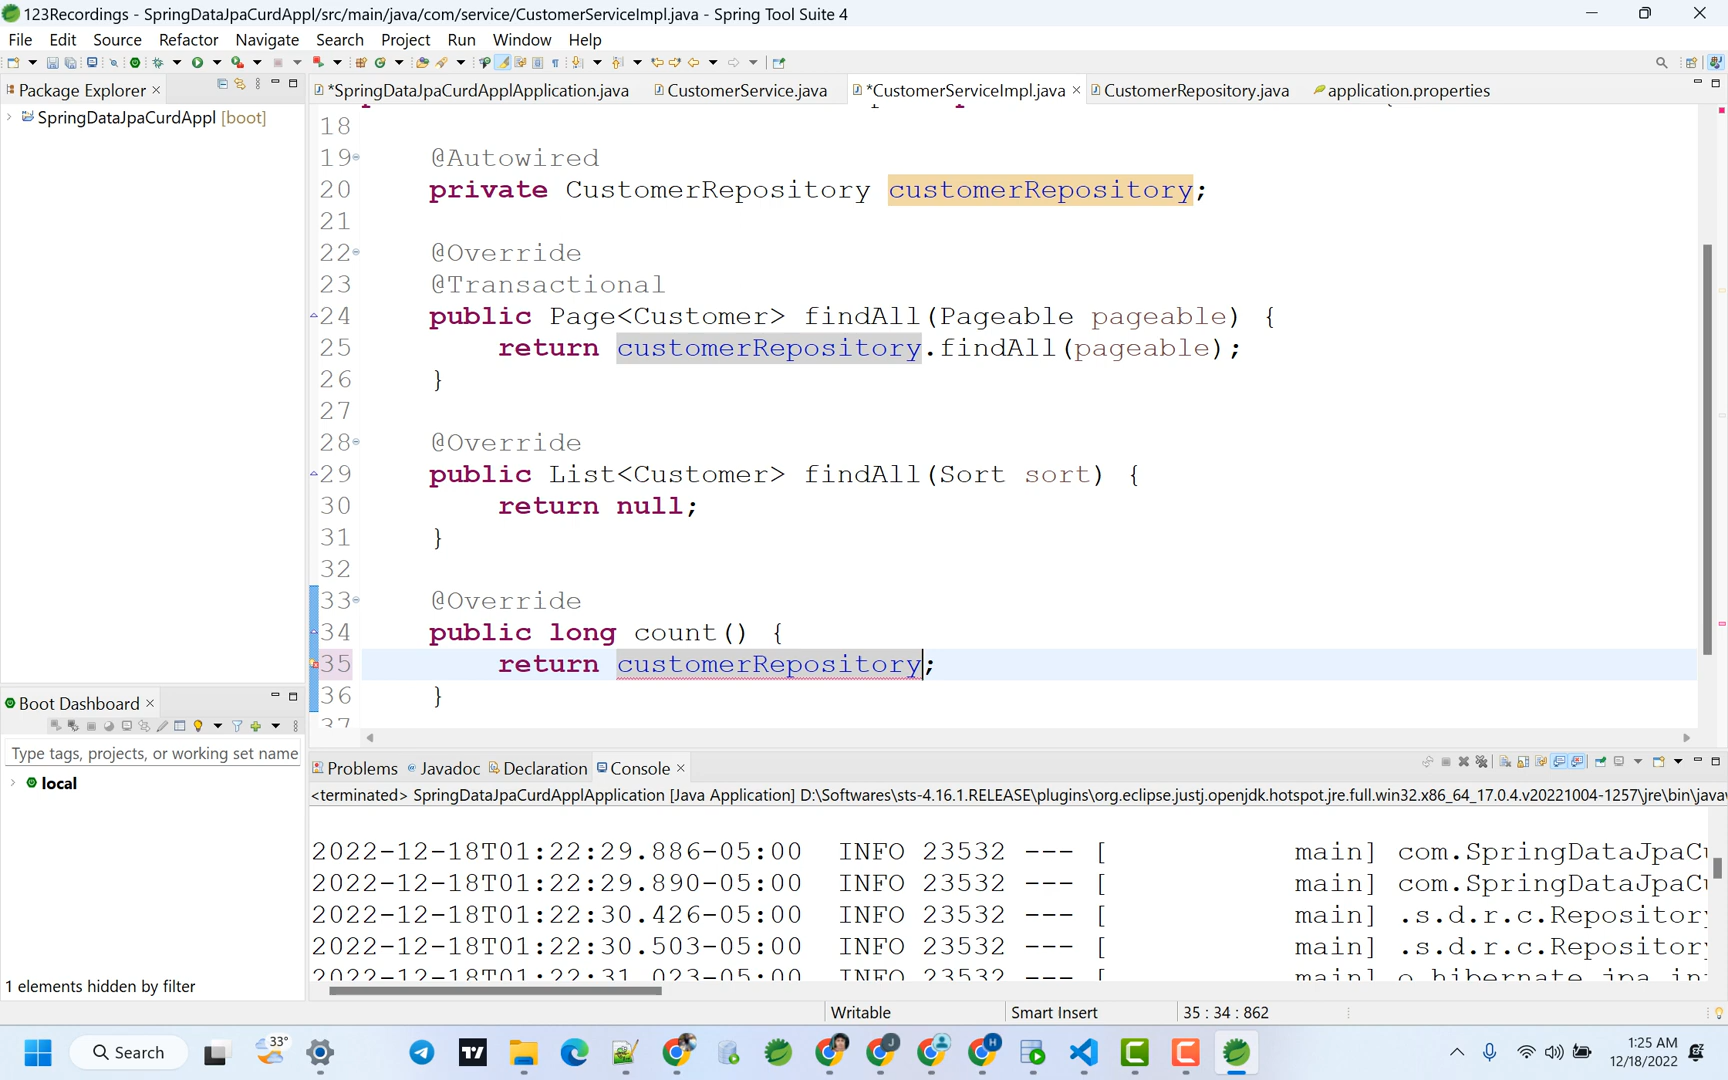 123Recordings - SpringDataJpaCurdAppl/src/main/java/com/service/CustomerServiceImpl.java - Spring Tool Suite 4
File Edit Source Refactor Navigate Search Project Run Window Help
Package Explorer
*SpringDataJpaCurdApplApplication.java CustomerService.java *CustomerServiceImpl.java CustomerRepository.java application.properties
SpringDataJpaCurdAppl [boot]
18
19 @Autowired
20 private CustomerRepository customerRepository;
21
22 @Override
23 @Transactional
24 public Page<Customer> findAll(Pageable pageable) {
25 return customerRepository.findAll(pageable);
26 }
27
28 @Override
29 public List<Customer> findAll(Sort sort) {
30 return null;
31 }
32
33 @Override
34 public long count() {
35 return customerRepository;
36 }
37
Boot Dashboard
Type tags, projects, or working set name
local
1 elements hidden by filter
Problems Javadoc Declaration Console
<terminated> SpringDataJpaCurdApplApplication [Java Application] D:\Softwares\sts-4.16.1.RELEASE\plugins\org.eclipse.justj.openjdk.hotspot.jre.full.win32.x86_64_17.0.4.v20221004-1257\jre\bin\java
2022-12-18T01:22:29.886-05:00 INFO 23532 --- [ main] com.SpringDataJpaCu
2022-12-18T01:22:29.890-05:00 INFO 23532 --- [ main] com.SpringDataJpaCu
2022-12-18T01:22:30.426-05:00 INFO 23532 --- [ main] .s.d.r.c.Repository
2022-12-18T01:22:30.503-05:00 INFO 23532 --- [ main] .s.d.r.c.Repository
2022-12-18T01:22:31.023-05:00 INFO 23532 --- [ main] o.hibernate.jpa.in
Writable Smart Insert 35 : 34 : 862
Search
33°
1:25 AM
12/18/2022